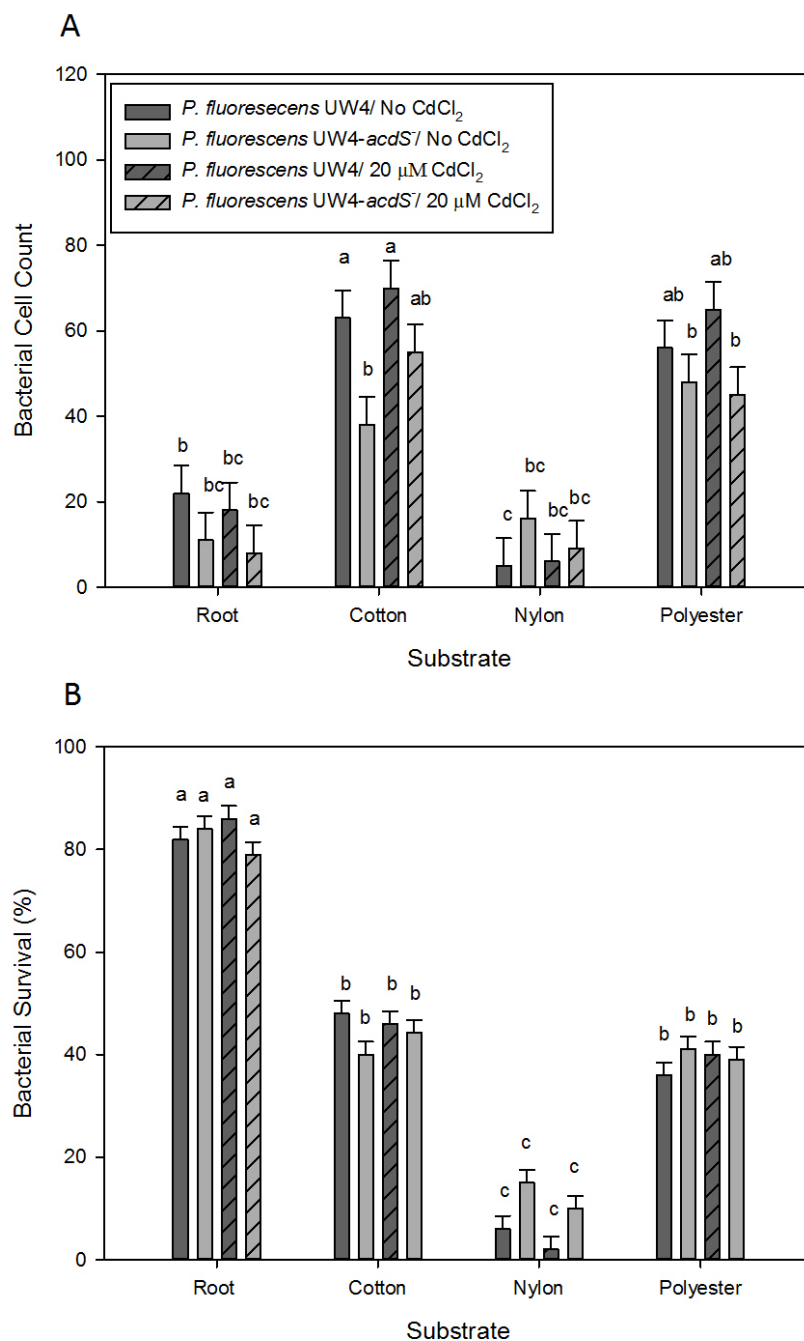 A
120
100
80
60
40
20
0
Bacterial Cell Count
P. fluoresecens UW4/ No CdCl₂
P. fluorescens UW4-acdS⁻/ No CdCl₂
P. fluorescens UW4/ 20 μM CdCl₂
P. fluorescens UW4-acdS⁻/ 20 μM CdCl₂
b bc bc bc
a b a ab
c bc bc bc
ab b ab b
Root Cotton Nylon Polyester
Substrate
B
100
80
60
40
20
0
Bacterial Survival (%)
a a a a
b b b b
c c c c
b b b b
Root Cotton Nylon Polyester
Substrate